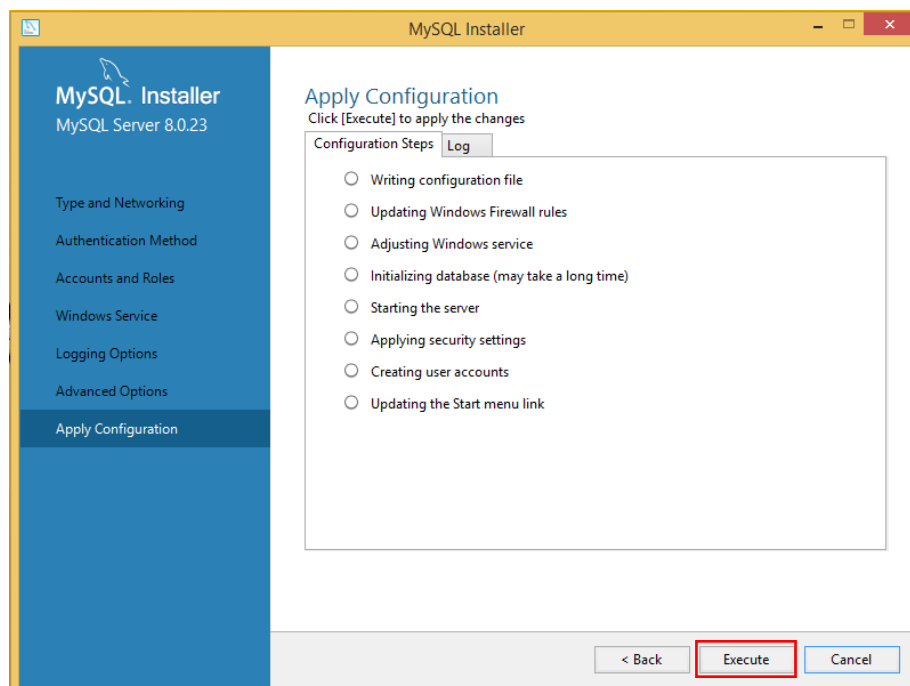 MySQL Installer
MySQL. Installer
MySQL Server 8.0.23
Type and Networking
Authentication Method
Accounts and Roles
Windows Service
Logging Options
Advanced Options
Apply Configuration
Apply Configuration
Click [Execute] to apply the changes
Configuration Steps Log
Writing configuration file
Updating Windows Firewall rules
Adjusting Windows service
Initializing database (may take a long time)
Starting the server
Applying security settings
Creating user accounts
Updating the Start menu link
< Back Execute Cancel